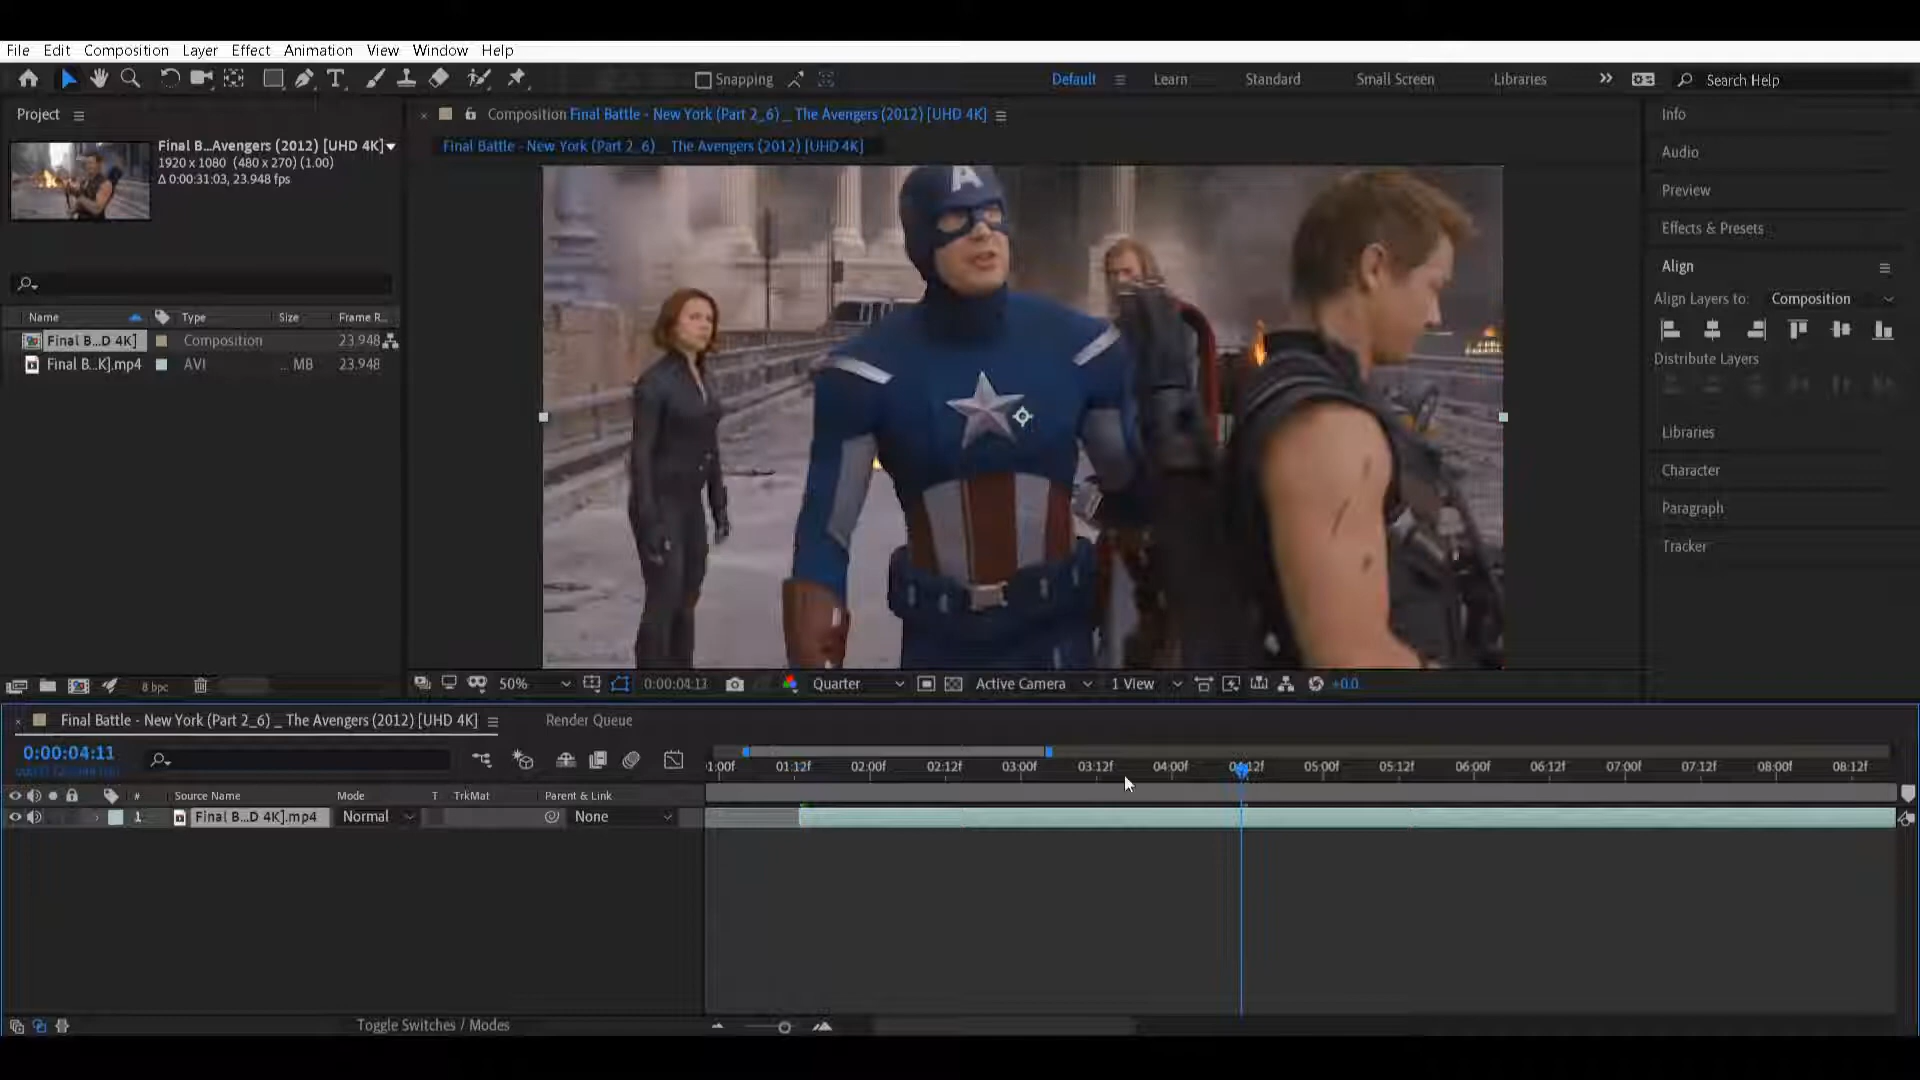 File Edit Composition Layer Effect Animation View Window Help
Snapping Default Learn Standard Small Screen Libraries Search Help
Project
Final B...Avengers (2012) [UHD 4K]
1920 x 1080 (480 x 270) (1.00)
Δ 0:00:31:03, 23.948 fps
Name Type Size Frame R...
Final B...D 4K] Composition 23.948
Final B...K].mp4 AVI ... MB 23.948
8 bpc
Composition Final Battle - New York (Part 2_6) _ The Avengers (2012) [UHD 4K]
Final Battle - New York (Part 2_6) _ The Avengers (2012) [UHD 4K]
A
50% 0:00:04:13 Quarter Active Camera 1 View +0.0
Info
Audio
Preview
Effects & Presets
Align
Align Layers to: Composition
Distribute Layers
Libraries
Character
Paragraph
Tracker
Final Battle - New York (Part 2_6) _ The Avengers (2012) [UHD 4K] Render Queue
0:00:04:11
01:12f 02:00f 02:12f 03:00f 03:12f 04:00f 04:12f 05:00f 05:12f 06:00f 06:12f 07:00f 07:12f 08:00f 08:12f
# Source Name Mode T TrkMat Parent & Link
1 Final B...D 4K].mp4 Normal None
Toggle Switches / Modes